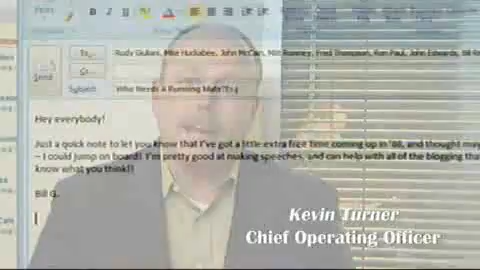 To...
Rudy Giuliani, Mike Huckabee, John McCain, Mitt Romney, Fred Thompson, Ron Paul, John Edwards, Bill
Send
Cc...
Subject:
Who Needs A Running Mate?
Hey everybody!
Just a quick note to let you know that I've got a little extra free time coming up in '08, and thought may
– I could jump on board! I'm pretty good at making speeches, and can help with all of the blogging that
know what you think!!
Bill G.
Kevin Turner
Chief Operating Officer